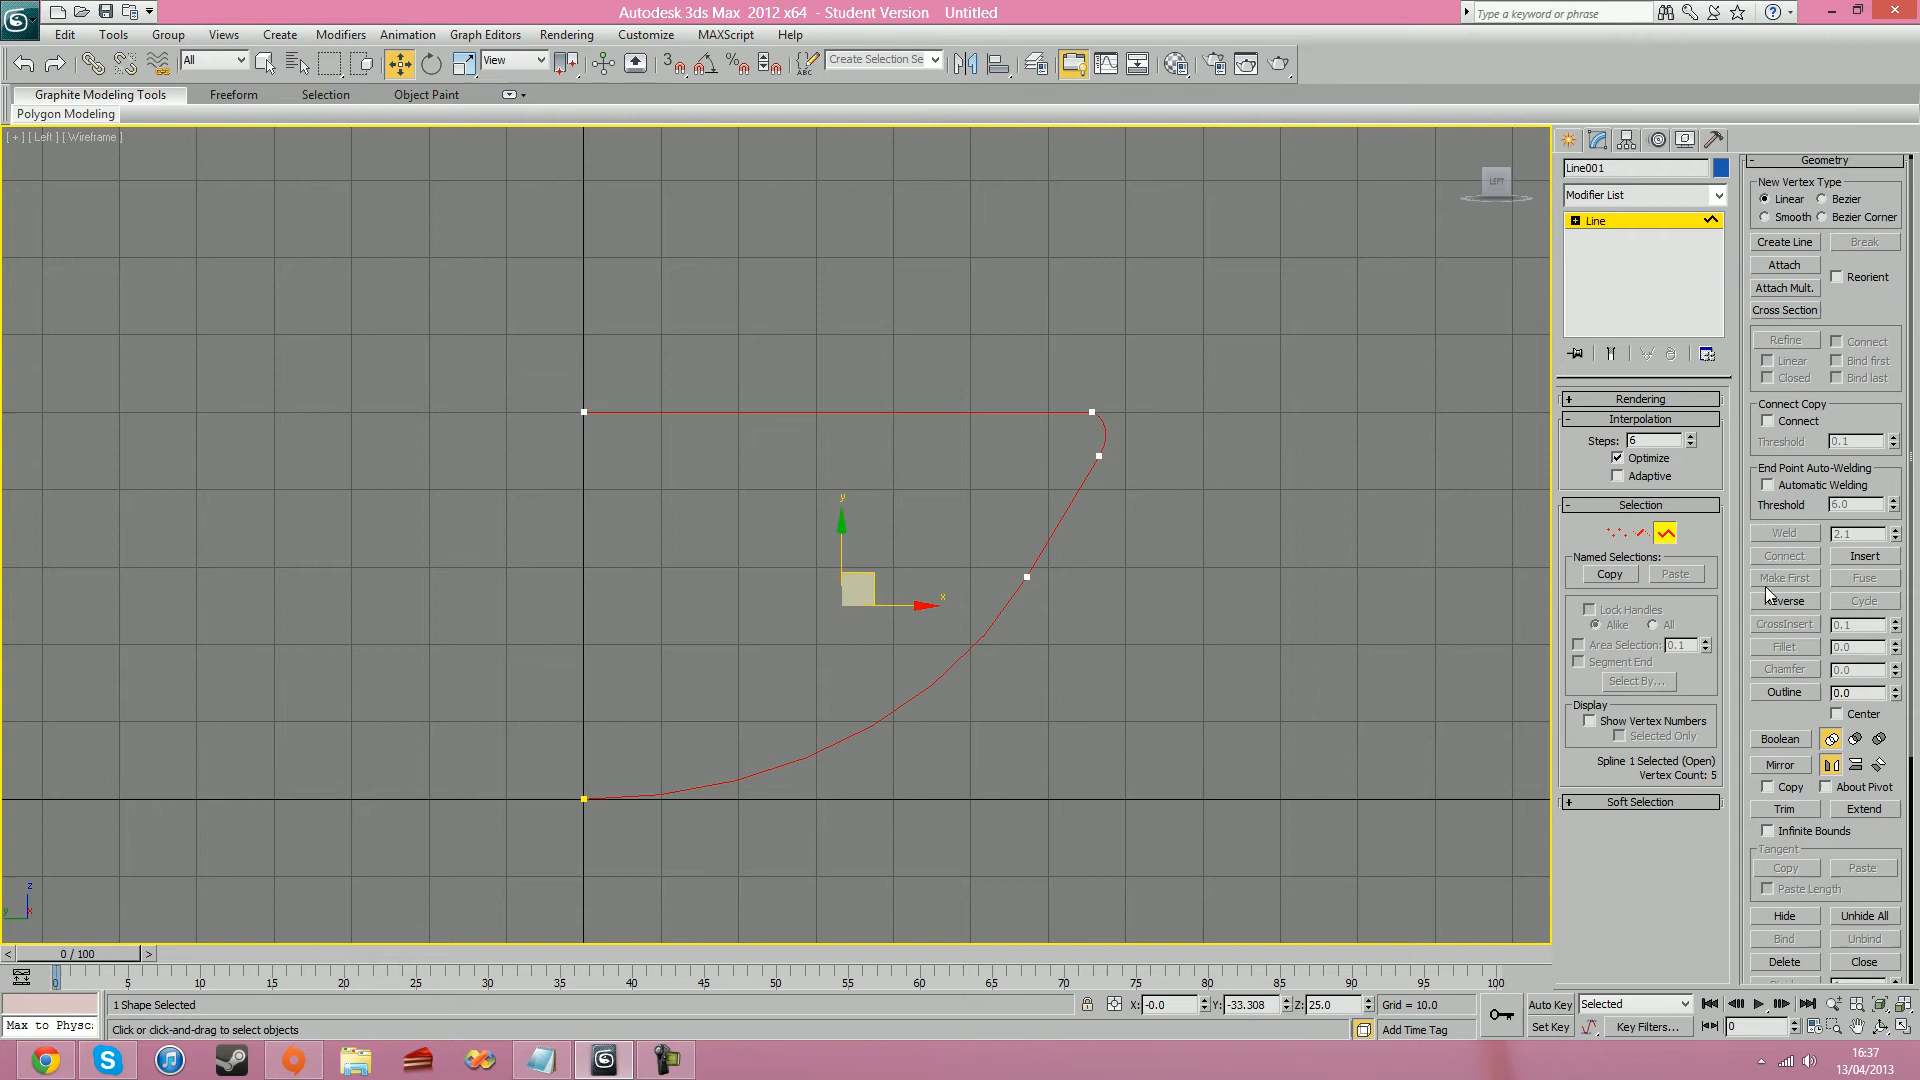 Autodesk 3ds Max 2012 x64 - Student Version Untitled
Type a keyword or phrase
Edit Tools Group Views Create Modifiers Animation Graph Editors Rendering Customize MAXScript Help
All View 3 ABC Create Selection Se
Graphite Modeling Tools Freeform Selection Object Paint
Polygon Modeling
[ + ] [ Left ] [ Wireframe ]
LEFT
y
x
z
y x
Line001
Modifier List
Line
+ Rendering
- Interpolation
Steps: 6
Optimize
Adaptive
- Selection
Named Selections:
Copy Paste
Lock Handles
Alike All
Area Selection: 0.1
Segment End
Select By...
Display
Show Vertex Numbers
Selected Only
Spline 1 Selected (Open)
Vertex Count: 5
+ Soft Selection
- Geometry
New Vertex Type
Linear Bezier
Smooth Bezier Corner
Create Line Break
Attach
Reorient
Attach Mult.
Cross Section
Refine Connect
Linear Bind first
Closed Bind last
Connect Copy
Connect
Threshold 0.1
End Point Auto-Welding
Automatic Welding
Threshold 6.0
Weld 2.1
Connect Insert
Make First Fuse
everse Cycle
CrossInsert 0.1
Fillet 0.0
Chamfer 0.0
Outline 0.0
Center
Boolean
Mirror
Copy About Pivot
Trim Extend
Infinite Bounds
Tangent
Copy Paste
Paste Length
Hide Unhide All
Bind Unbind
Delete Close
< 0 / 100 >
0 5 10 15 20 25 30 35 40 45 50 55 60 65 70 75 80 85 90 95 100
1 Shape Selected X: -0.0 Y: -33.308 Z: 25.0 Grid = 10.0 Auto Key Selected
Max to Physc: Click or click-and-drag to select objects Add Time Tag Set Key Key Filters... 0
16:37
13/04/2013